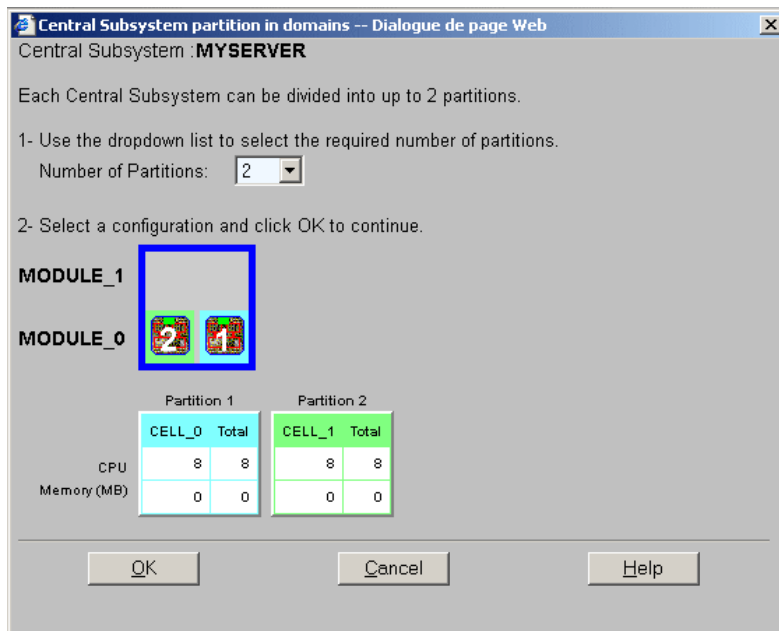 Central Subsystem partition in domains -- Dialogue de page Web
Central Subsystem :MYSERVER
Each Central Subsystem can be divided into up to 2 partitions.
1- Use the dropdown list to select the required number of partitions.
Number of Partitions: 2
2- Select a configuration and click OK to continue.
MODULE_1
MODULE_0 2 1
Partition 1 Partition 2
CELL_0 Total CELL_1 Total
CPU 8 8 8 8
Memory (MB) 0 0 0 0
OK Cancel Help